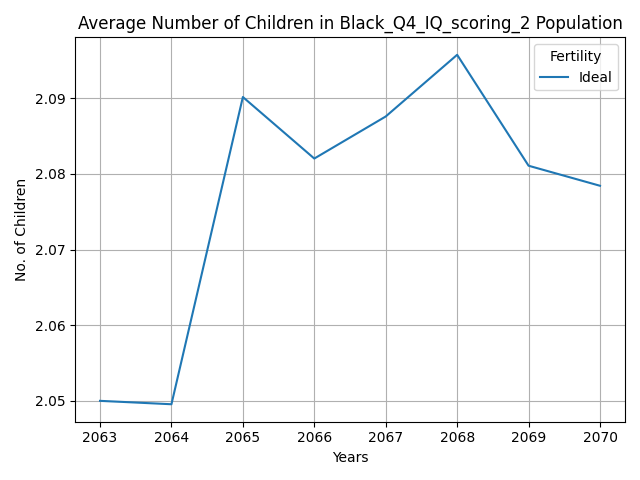 Average Number of Children in Black_Q4_IQ_scoring_2 Population
Fertility
Ideal
2.09
2.08
2.07
2.06
2.05
No. of Children
2063 2064 2065 2066 2067 2068 2069 2070
Years